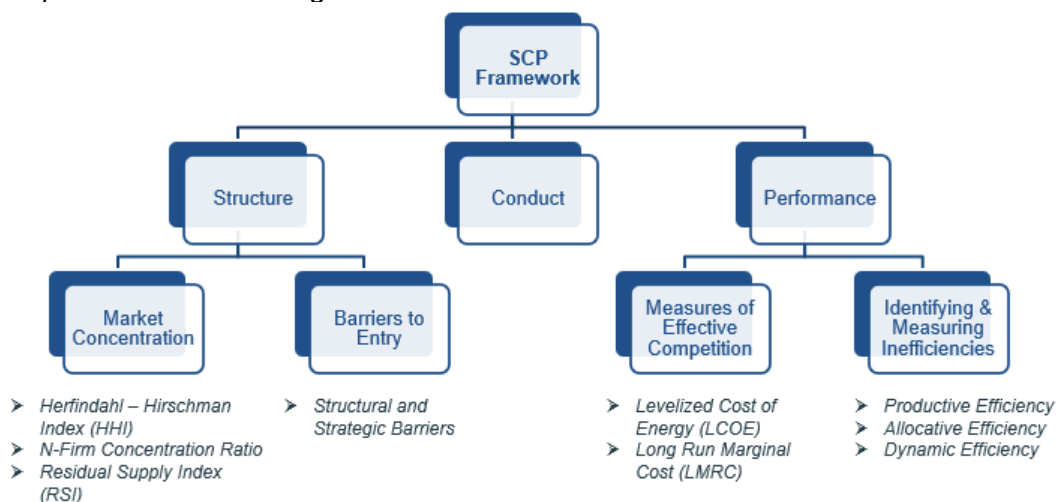 SCP
Framework
Structure
Conduct
Performance
Market
Concentration
Barriers to
Entry
Measures of
Effective
Competition
Identifying &
Measuring
Inefficiencies
➢ Herfindahl – Hirschman
Index (HHI)
➢ N-Firm Concentration Ratio
➢ Residual Supply Index
(RSI)
➢ Structural and
Strategic Barriers
➢ Levelized Cost of
Energy (LCOE)
➢ Long Run Marginal
Cost (LMRC)
➢ Productive Efficiency
➢ Allocative Efficiency
➢ Dynamic Efficiency